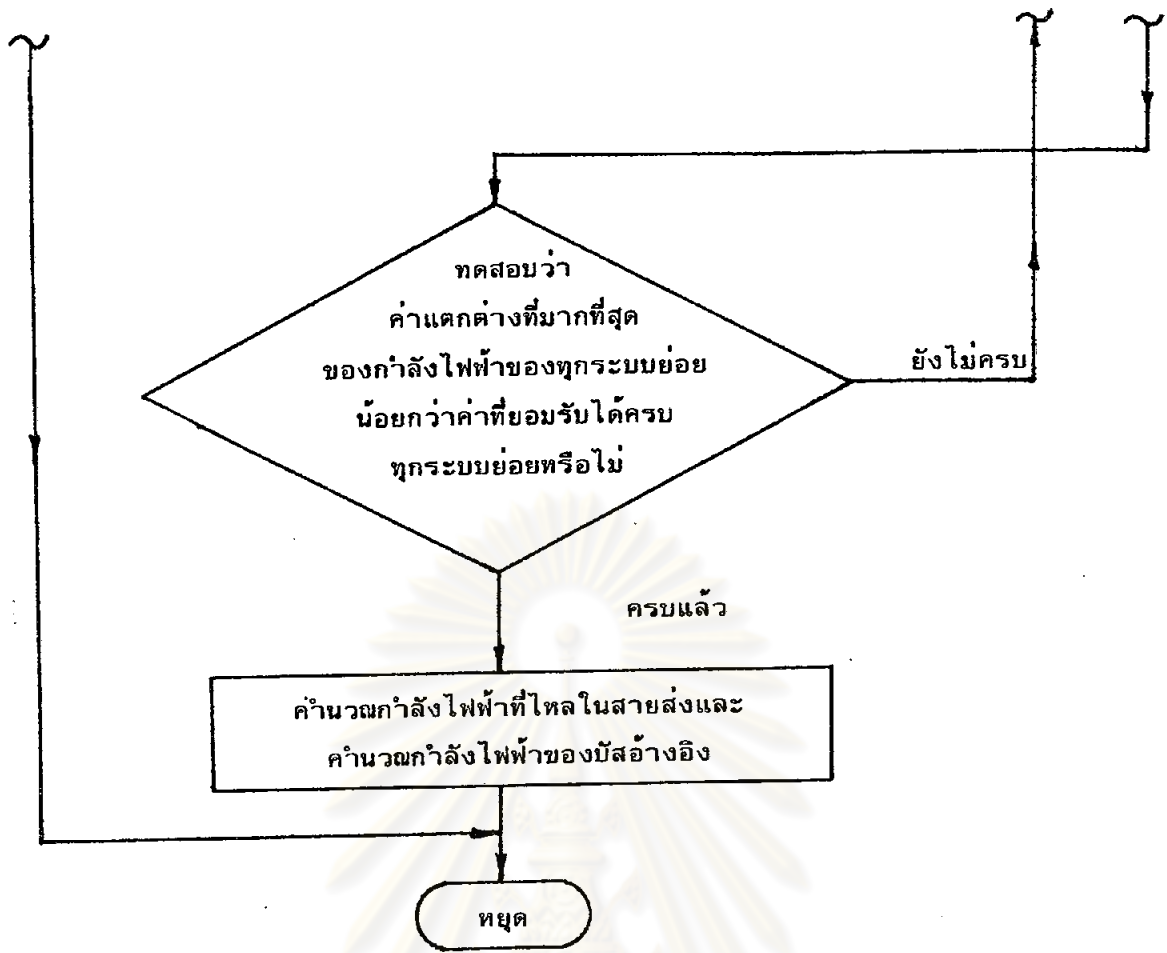 ทดสอบว่า
ค่าแตกต่างที่มากที่สุด
ของกำลังไฟฟ้าของทุกระบบย่อย
น้อยกว่าค่าที่ยอมรับได้ครบ
ทุกระบบย่อยหรือไม่
ยังไม่ครบ
ครบแล้ว
คำนวณกำลังไฟฟ้าที่ไหลในสายส่งและ
คำนวณกำลังไฟฟ้าของบัสอ้างอิง
หยุด